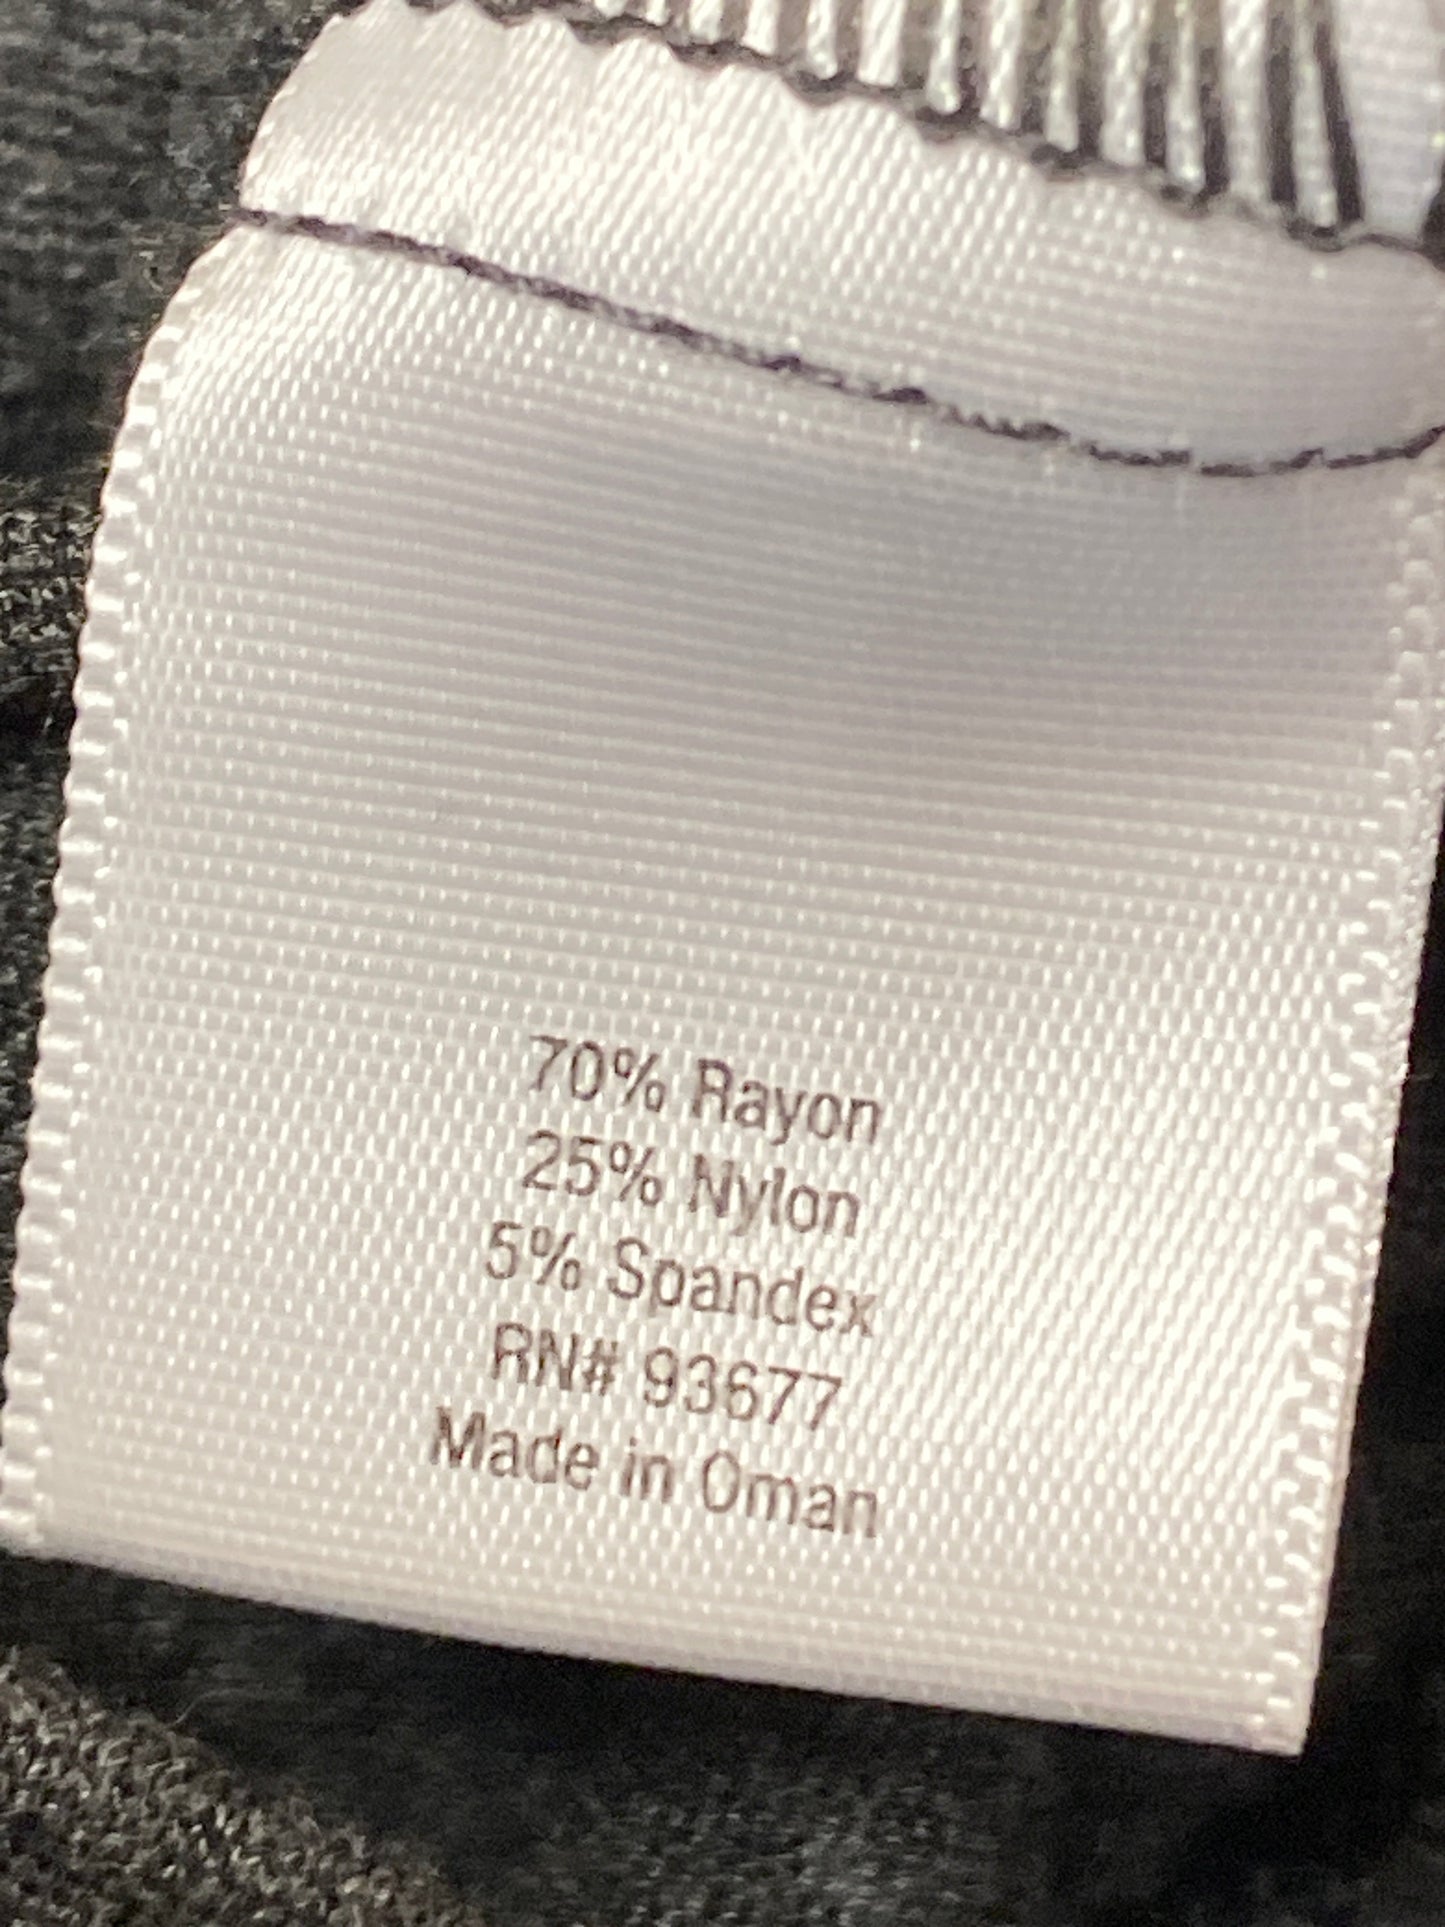 70% Rayon
25% Nylon
5% Spandex
RN# 93677
Made in Oman